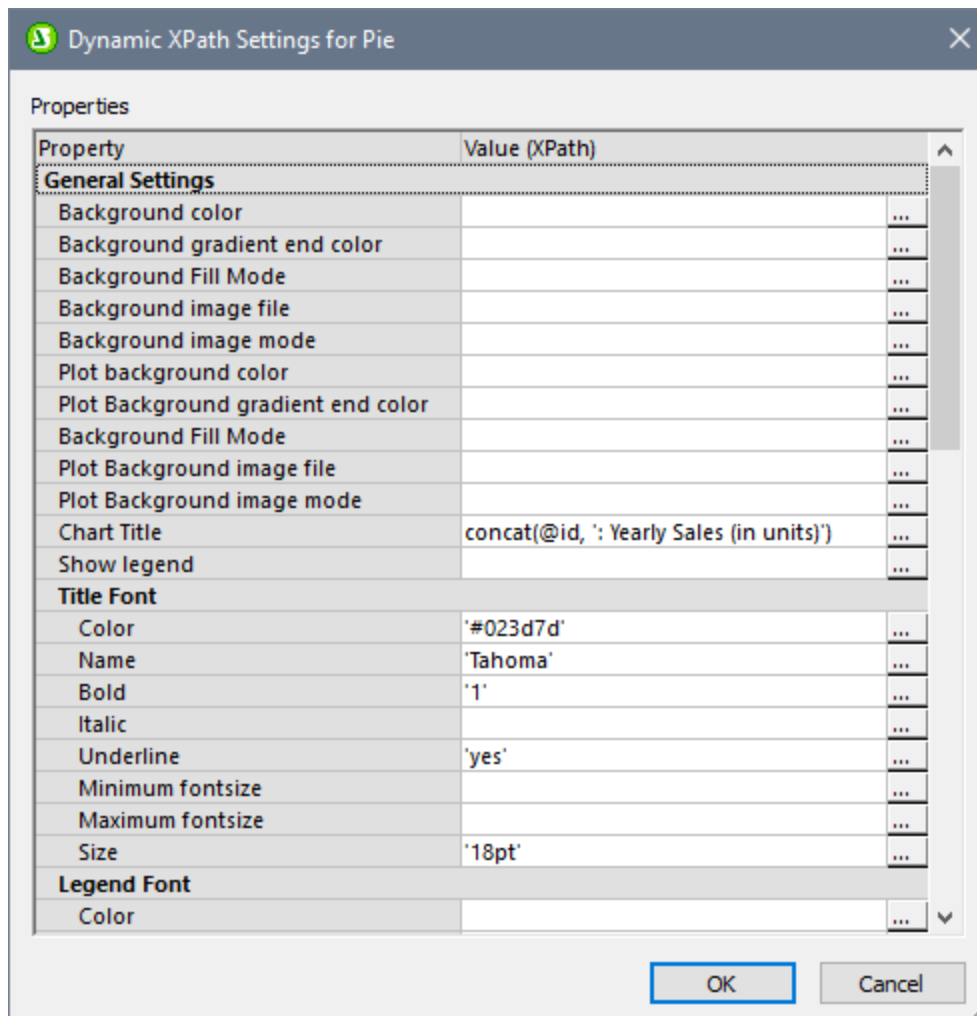 Dynamic XPath Settings for Pie
Properties
Property Value (XPath)
General Settings
Background color ...
Background gradient end color ...
Background Fill Mode ...
Background image file ...
Background image mode ...
Plot background color ...
Plot Background gradient end color ...
Background Fill Mode ...
Plot Background image file ...
Plot Background image mode ...
Chart Title concat(@id, ': Yearly Sales (in units)') ...
Show legend ...
Title Font
Color '#023d7d' ...
Name 'Tahoma' ...
Bold '1' ...
Italic ...
Underline 'yes' ...
Minimum fontsize ...
Maximum fontsize ...
Size '18pt' ...
Legend Font
Color ...
OK Cancel